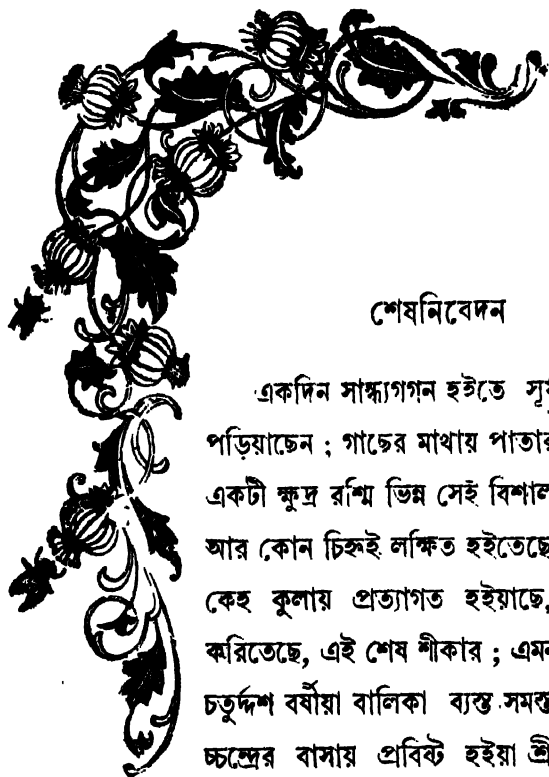 শেষনিবেদন
একদিন সান্ধ্যগগন হইতে
পড়িয়াছেন ; গাছের মাথায় পাতার
একটী ক্ষুদ্র রশ্মি ভিন্ন সেই বিশাল
আর কোন চিহ্নই লক্ষিত হইতেছে
কেহ কুলায় প্রত্যাগত হইয়াছে,
করিতেছে, এই শেষ শীকার ; এমন
চতুর্দ্দশ বর্ষীয়া বালিকা ব্যস্ত সমস্ত
চ্চন্দ্রের বাসায় প্রবিষ্ট হইয়া শ্রী